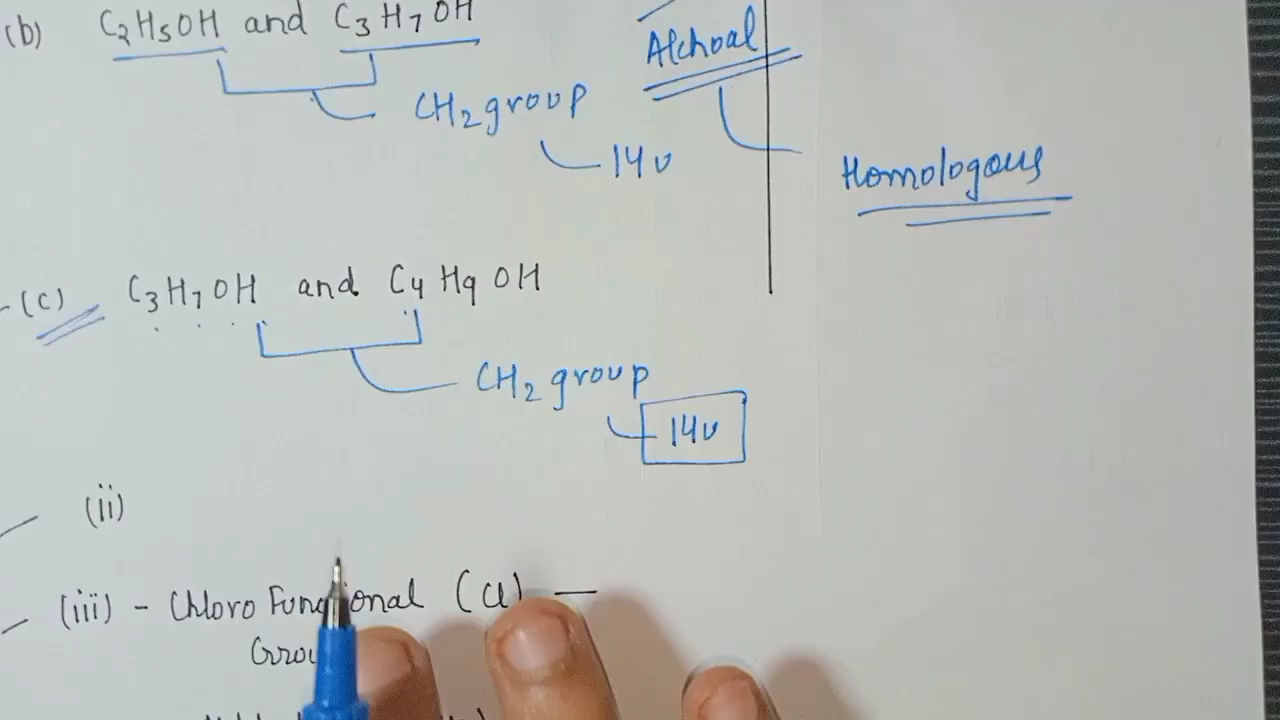 (b) C2H5OH and C3H7OH
Alchoal
CH2 group
14u
Homologous
(c) C3H7OH and C4H9OH
CH2 group
14u
(ii)
(iii) - Chloro Functional (Cl) —